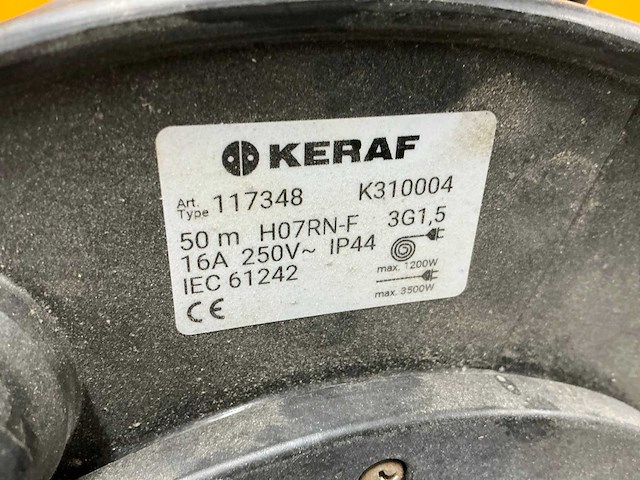 KERAF
Art. Type 117348 K310004
50 m H07RN-F 3G1,5
16A 250V~ IP44
max. 1200W
IEC 61242
max. 3500W
CE